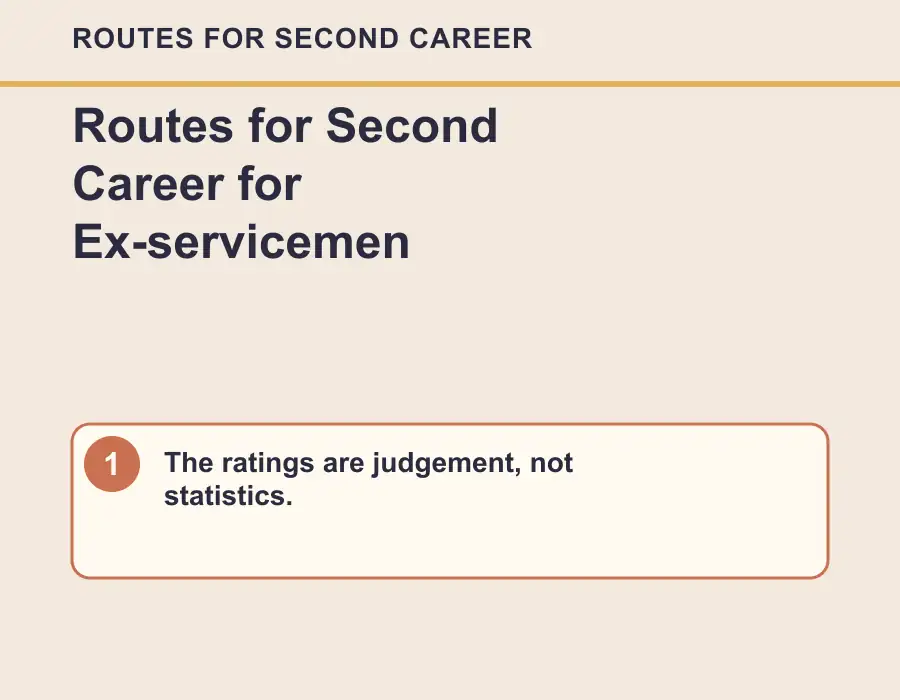 ROUTES FOR SECOND CAREER
Routes for Second
Career for
Ex-servicemen
1
The ratings are judgement, not
statistics.